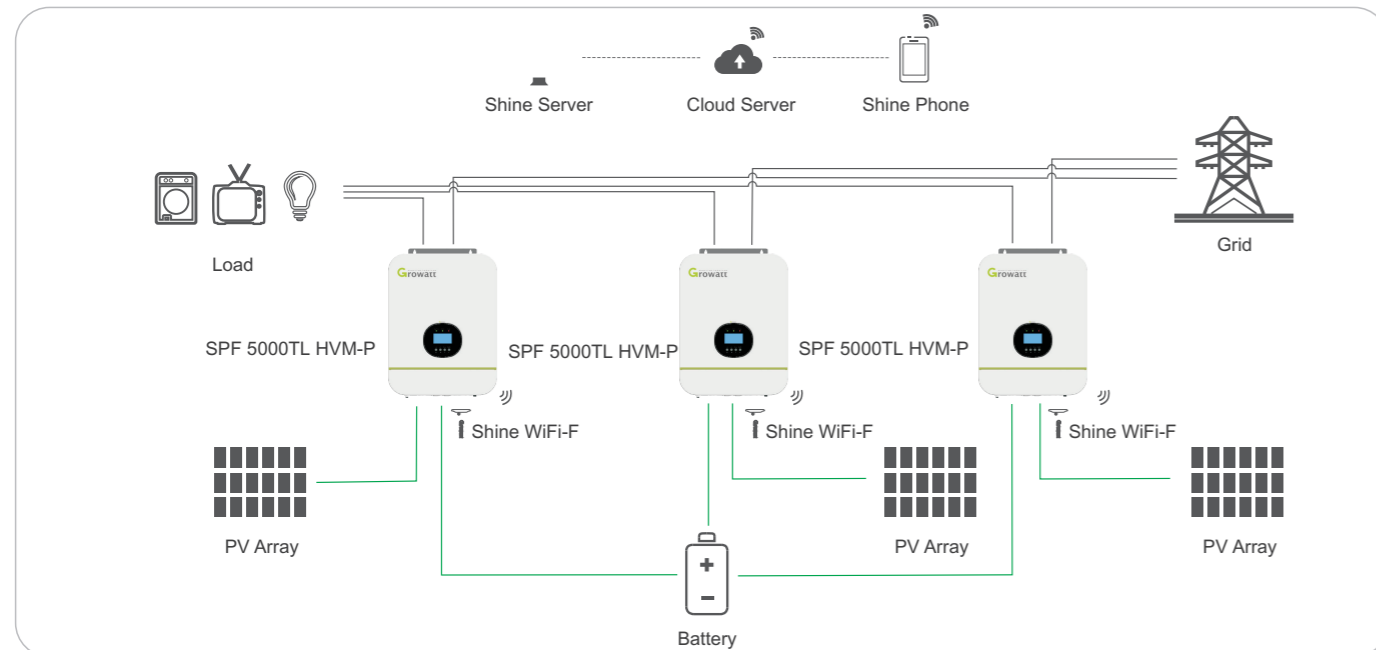 Shine Server
Cloud Server
Shine Phone
Load
Grid
Growatt
Growatt
Growatt
SPF 5000TL HVM-P
SPF 5000TL HVM-P
SPF 5000TL HVM-P
Shine WiFi-F
Shine WiFi-F
Shine WiFi-F
PV Array
PV Array
PV Array
Battery